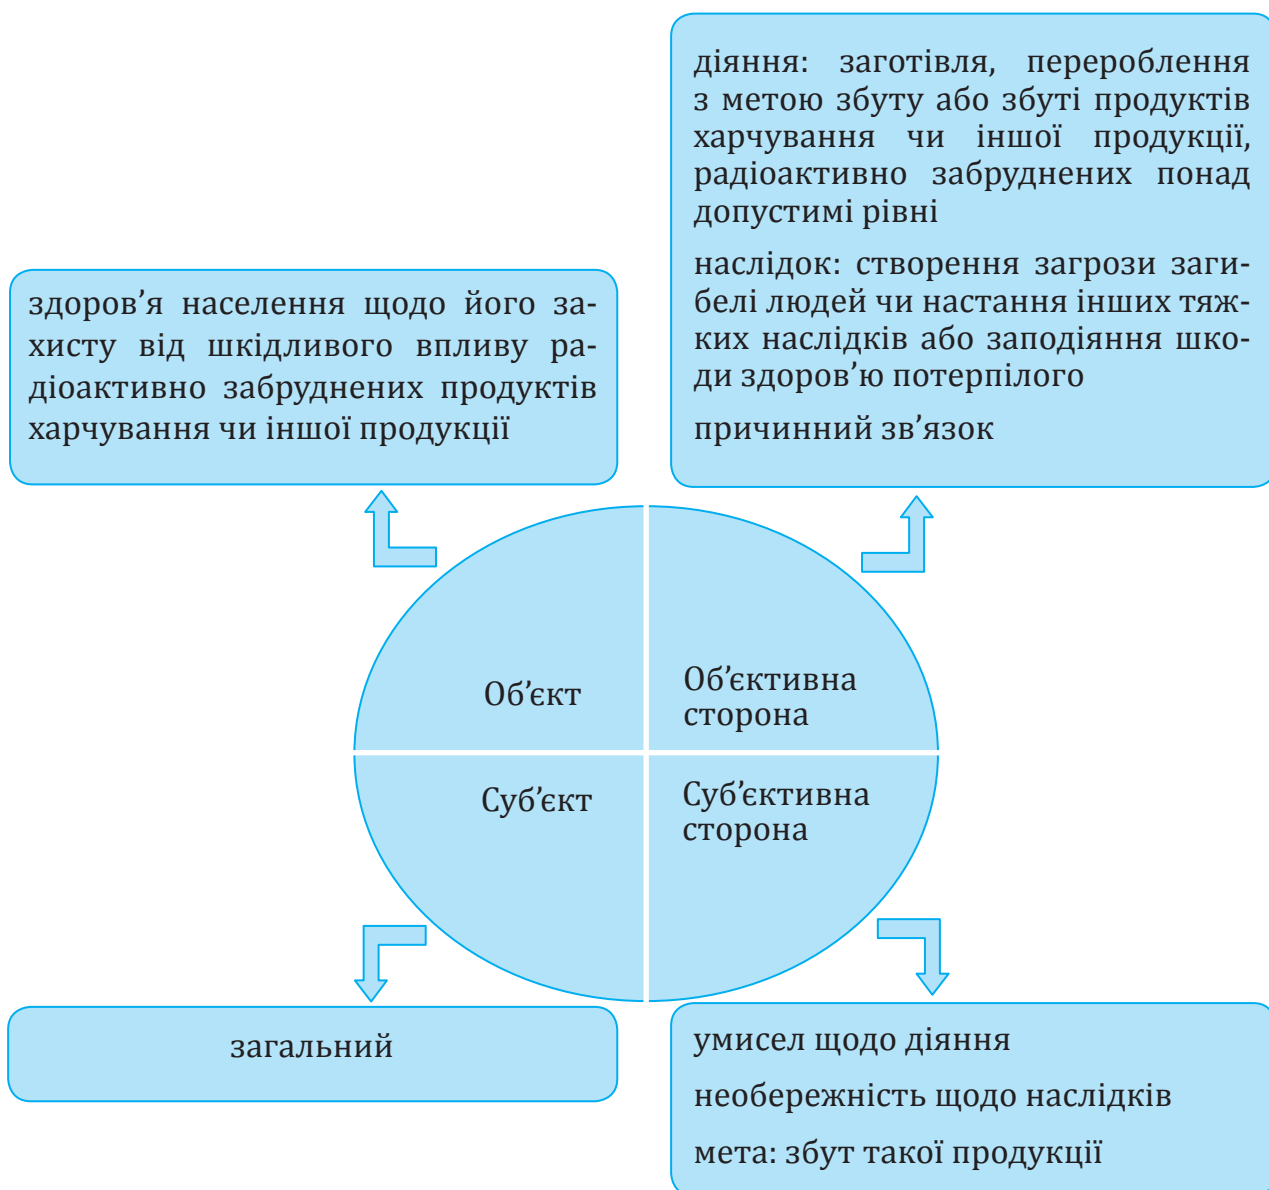 діяння: заготівля, перероблення
з метою збуту або збуті продуктів
харчування чи іншої продукції,
радіоактивно забруднених понад
допустимі рівні
наслідок: створення загрози заги-
белі людей чи настання інших тяж-
ких наслідків або заподіяння шко-
ди здоров’ю потерпілого
причинний зв’язок
здоров’я населення щодо його за-
хисту від шкідливого впливу ра-
діоактивно забруднених продуктів
харчування чи іншої продукції
Об’єкт
Об’єктивна
сторона
Суб’єкт
Суб’єктивна
сторона
загальний
умисел щодо діяння
необережність щодо наслідків
мета: збут такої продукції